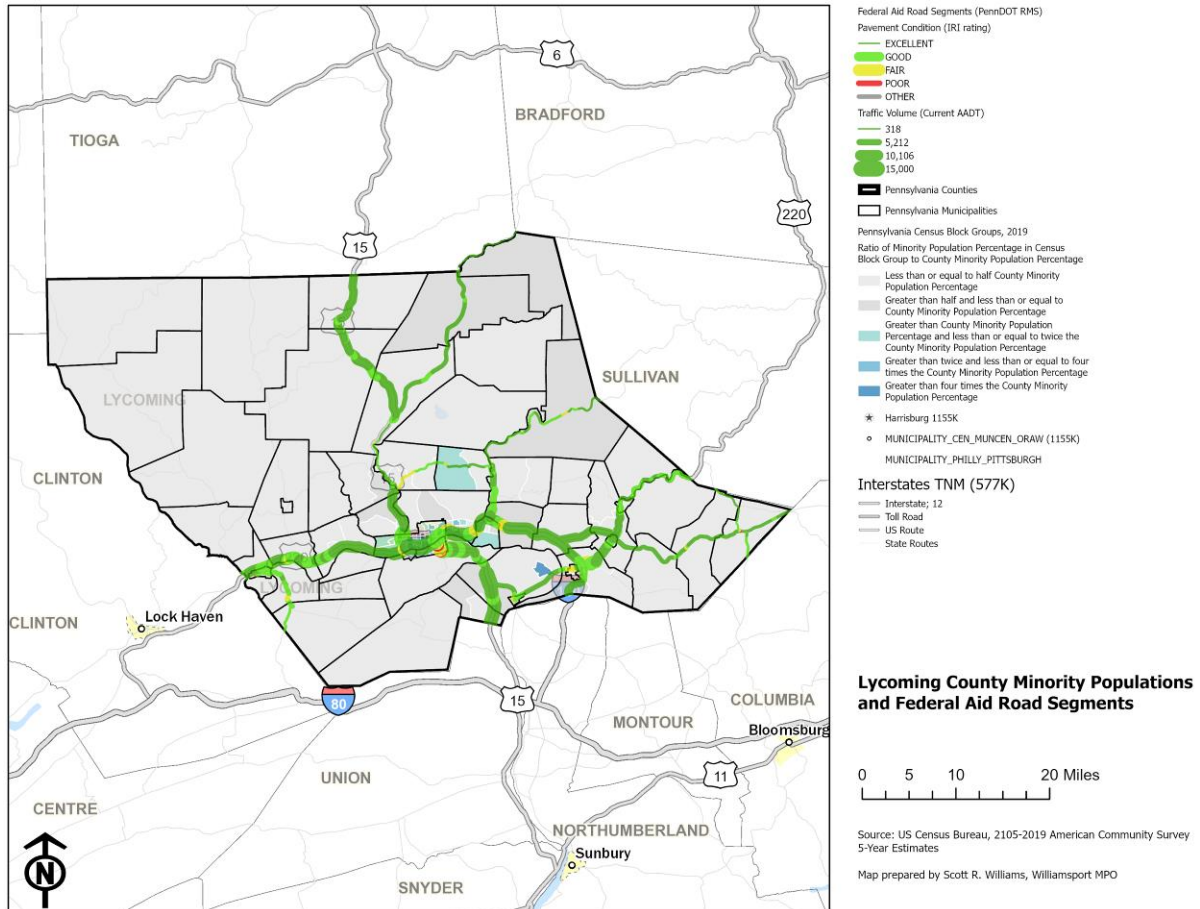 6
BRADFORD
TIOGA
220
15
SULLIVAN
LYCOMING
CLINTON
LYCOMING
Lock Haven
CLINTON
80
15
COLUMBIA
MONTOUR
Bloomsburg
UNION
11
CENTRE
NORTHUMBERLAND
Sunbury
N
SNYDER
Federal Aid Road Segments (PennDOT RMS)
Pavement Condition (IRI rating)
EXCELLENT
GOOD
FAIR
POOR
OTHER
Traffic Volume (Current AADT)
318
5,212
10,106
15,000
Pennsylvania Counties
Pennsylvania Municipalities
Pennsylvania Census Block Groups, 2019
Ratio of Minority Population Percentage in Census
Block Group to County Minority Population Percentage
Less than or equal to half County Minority
Population Percentage
Greater than half and less than or equal to
County Minority Population Percentage
Greater than County Minority Population
Percentage and less than or equal to twice the
County Minority Population Percentage
Greater than twice and less than or equal to four
times the County Minority Population Percentage
Greater than four times the County Minority
Population Percentage
Harrisburg 1155K
MUNICIPALITY_CEN_MUNCEN_ORAW (1155K)
MUNICIPALITY_PHILLY_PITTSBURGH
Interstates TNM (577K)
Interstate; 12
Toll Road
US Route
State Routes
Lycoming County Minority Populations
and Federal Aid Road Segments
0 5 10 20 Miles
Source: US Census Bureau, 2105-2019 American Community Survey
5-Year Estimates
Map prepared by Scott R. Williams, Williamsport MPO